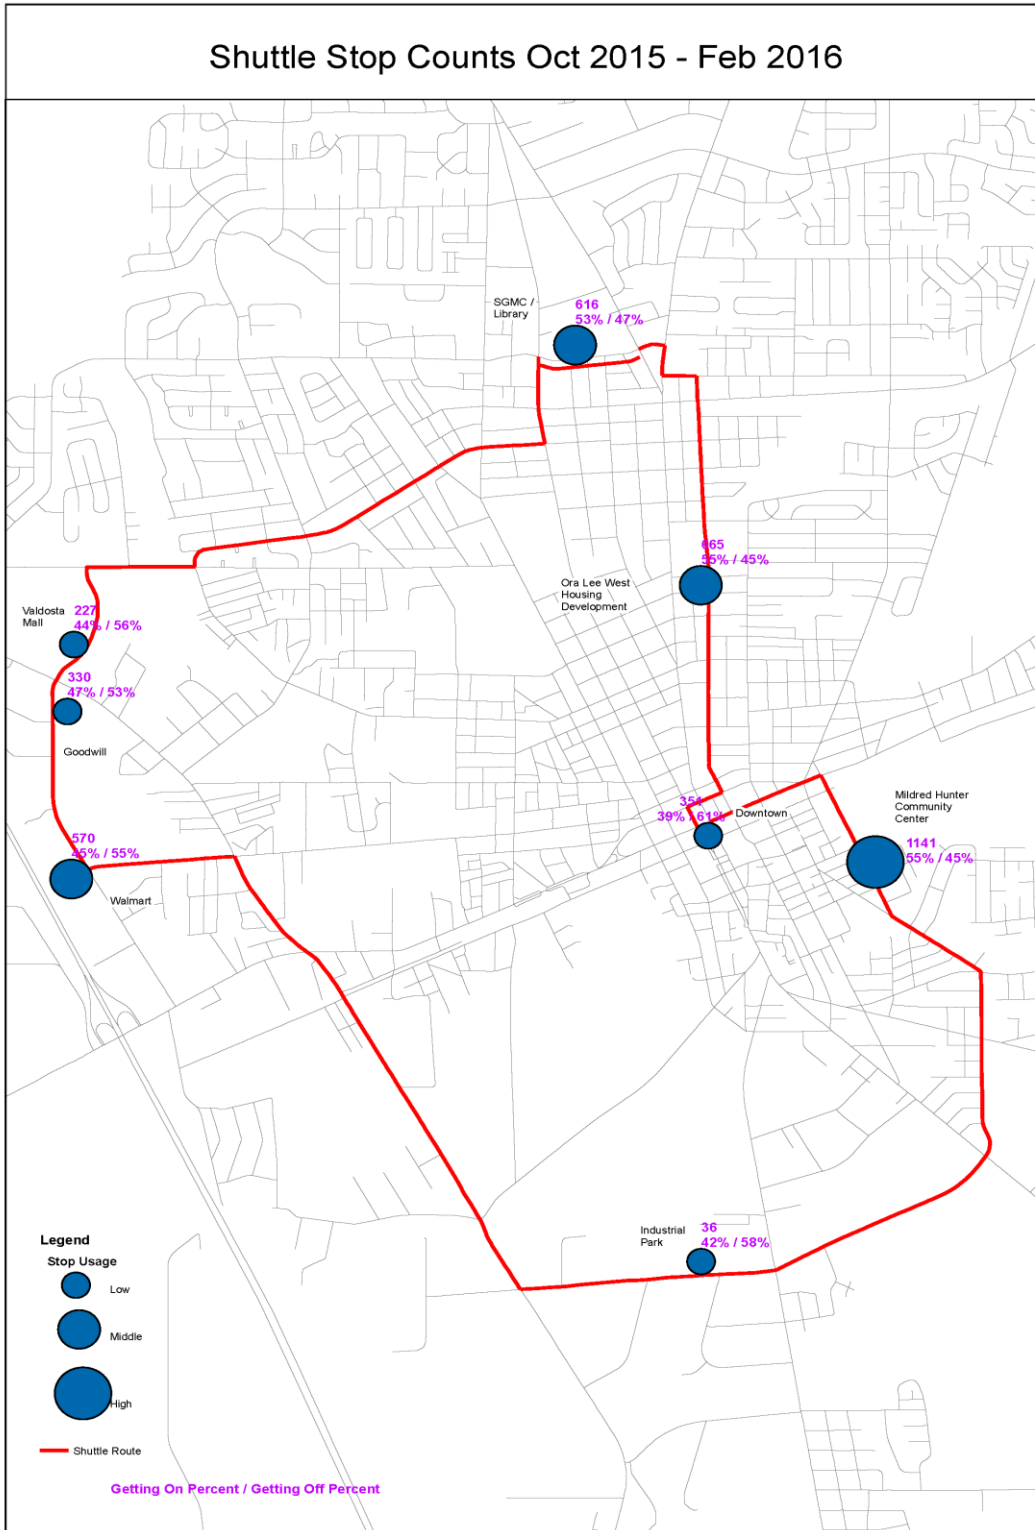 Shuttle Stop Counts Oct 2015 - Feb 2016
SGMC /
Library
616
53% / 47%
665
55% / 45%
Ora Lee West
Housing
Development
Valdosta
Mall
227
44% / 56%
330
47% / 53%
Goodwill
354
39% / 61%
Downtown
Mildred Hunter
Community
Center
1141
55% / 45%
570
45% / 55%
Walmart
Industrial
Park
36
42% / 58%
Legend
Stop Usage
Low
Middle
High
Shuttle Route
Getting On Percent / Getting Off Percent